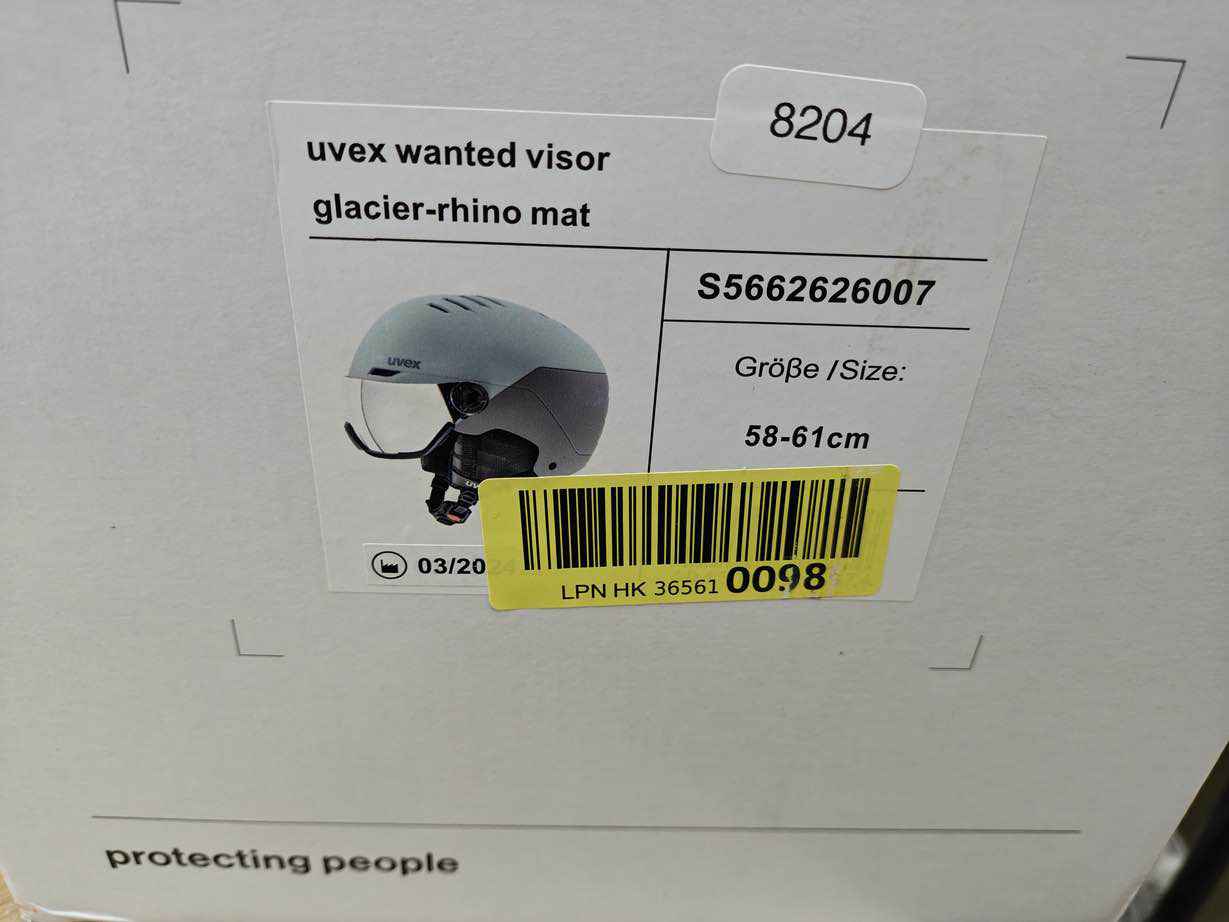 8204
uvex wanted visor
glacier-rhino mat
S5662626007
Größe /Size:
58-61cm
uvex
03/2024
LPN HK 36561 0098
protecting people